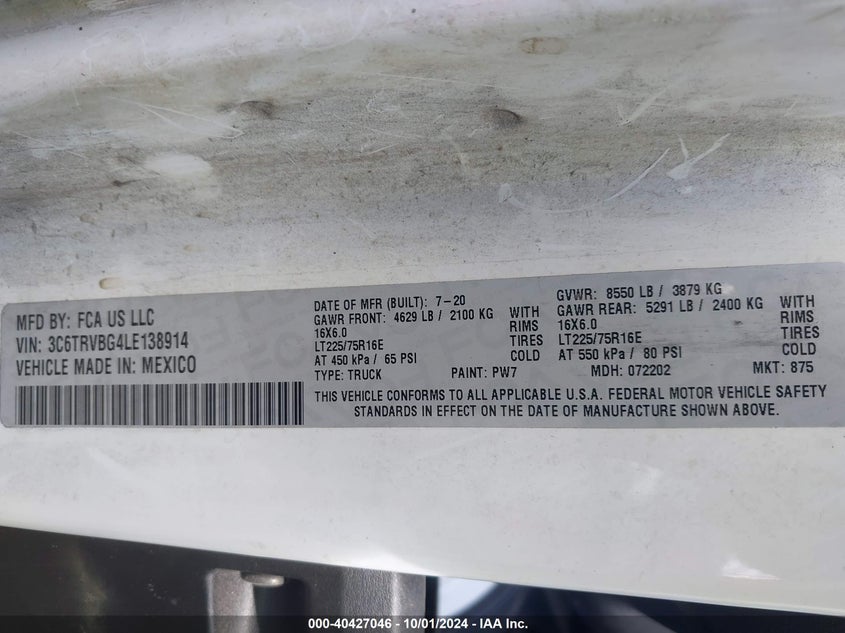 MFD BY: FCA US LLC
VIN: 3C6TRVBG4LE138914
VEHICLE MADE IN: MEXICO
DATE OF MFR (BUILT): 7-20
GAWR FRONT: 4629 LB / 2100 KG WITH
16X6.0 RIMS
LT225/75R16E TIRES
AT 450 kPa / 65 PSI COLD
TYPE: TRUCK PAINT: PW7
GVWR: 8550 LB / 3879 KG
GAWR REAR: 5291 LB / 2400 KG WITH
16X6.0 RIMS
LT225/75R16E TIRES
AT 550 kPa / 80 PSI COLD
MDH: 072202 MKT: 875
THIS VEHICLE CONFORMS TO ALL APPLICABLE U.S.A. FEDERAL MOTOR VEHICLE SAFETY
STANDARDS IN EFFECT ON THE DATE OF MANUFACTURE SHOWN ABOVE.
000-40427046 - 10/01/2024 - IAA Inc.